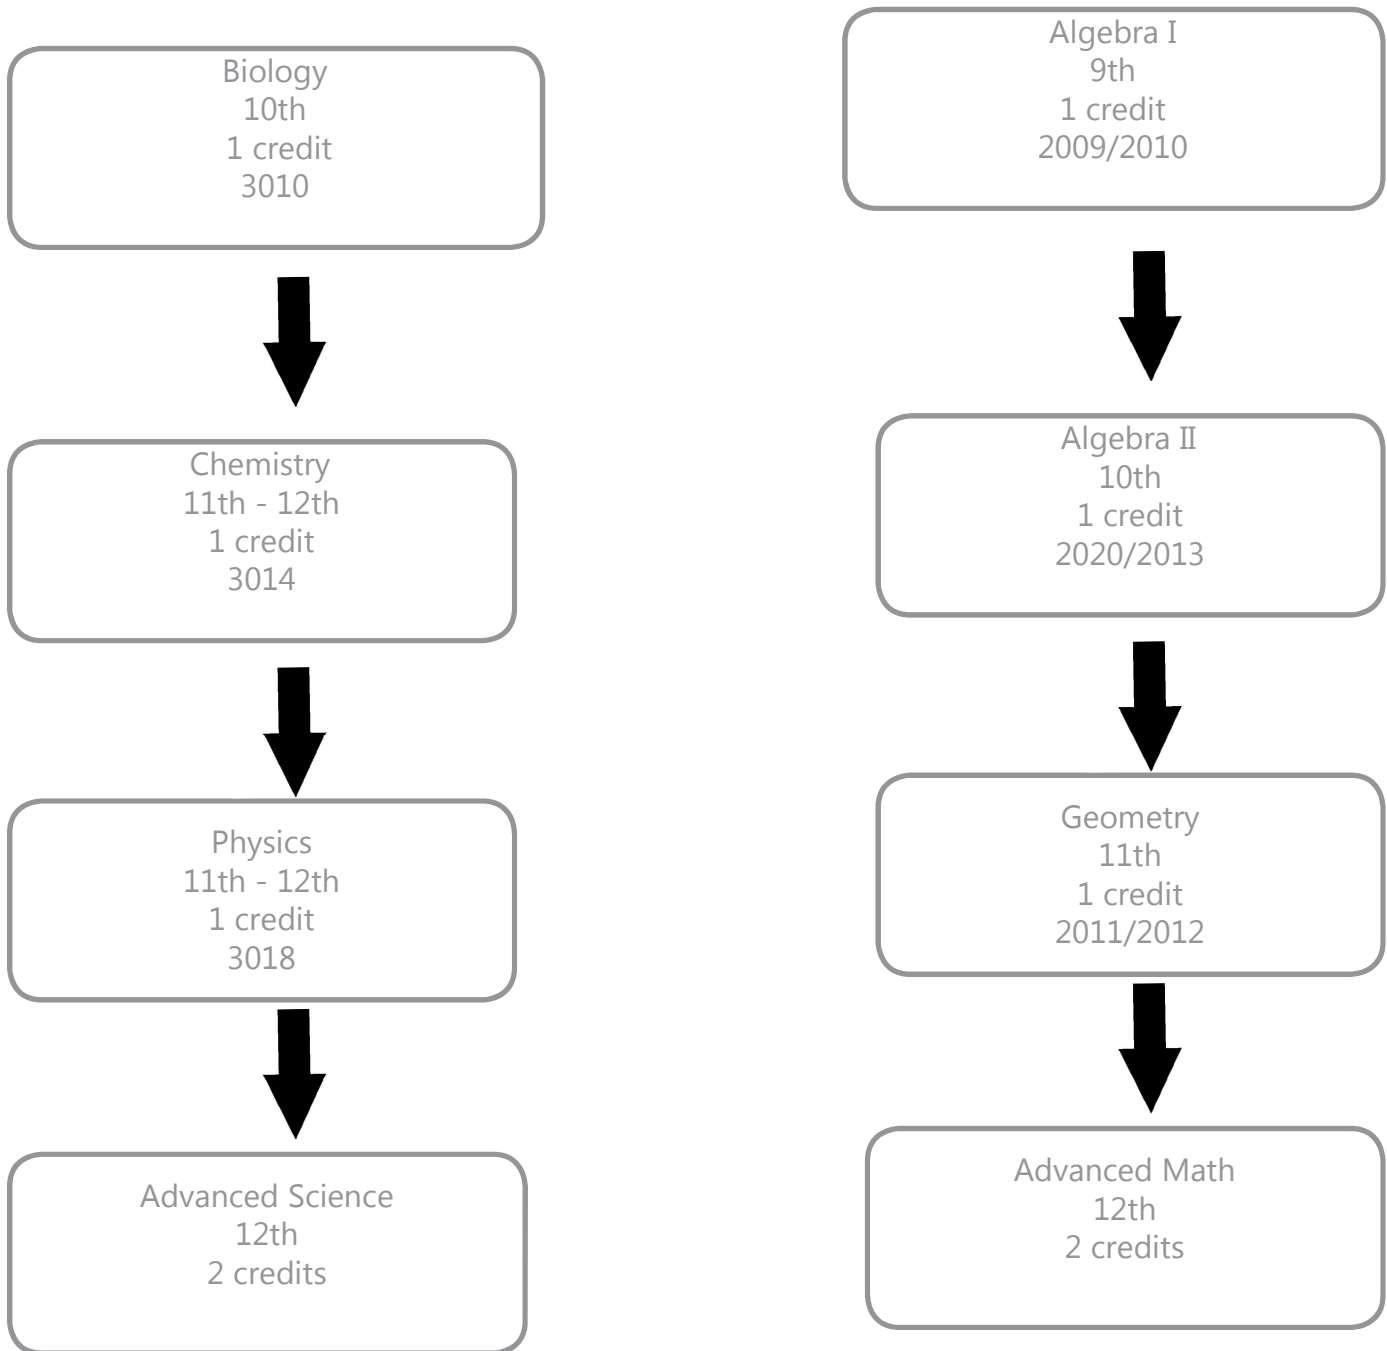 Biology
10th
1 credit
3010
Chemistry
11th - 12th
1 credit
3014
Physics
11th - 12th
1 credit
3018
Advanced Science
12th
2 credits
Algebra I
9th
1 credit
2009/2010
Algebra II
10th
1 credit
2020/2013
Geometry
11th
1 credit
2011/2012
Advanced Math
12th
2 credits